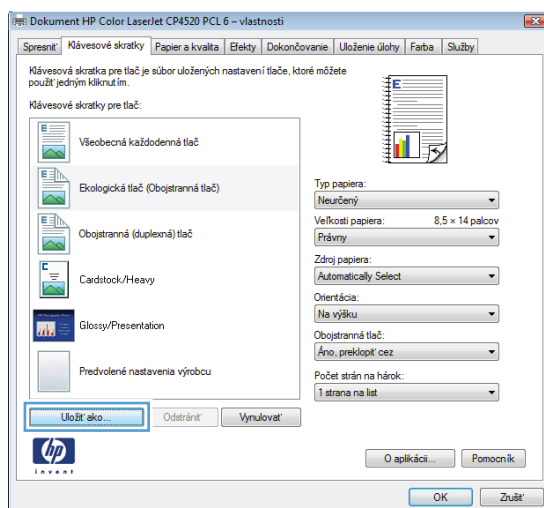 Dokument HP Color LaserJet CP4520 PCL 6 – vlastnosti
Spresniť Klávesové skratky Papier a kvalita Efekty Dokončovanie Uloženie úlohy Farba Služby
Klávesová skratka pre tlač je súbor uložených nastavení tlače, ktoré môžete
použiť jedným kliknutím.
Klávesové skratky pre tlač:
Všeobecná každodenná tlač
Ekologická tlač (Obojstranná tlač)
Obojstranná (duplexná) tlač
Cardstock/Heavy
Glossy/Presentation
Predvolené nastavenia výrobcu
Uložiť ako... Odstrániť Vynulovať
Typ papiera:
Neurčený
Veľkosti papiera: 8,5 × 14 palcov
Právny
Zdroj papiera:
Automatically Select
Orientácia:
Na výšku
Obojstranná tlač:
Áno, preklopiť cez
Počet strán na hárok:
1 strana na list
hp
invent
O aplikácii... Pomocník
OK Zrušiť